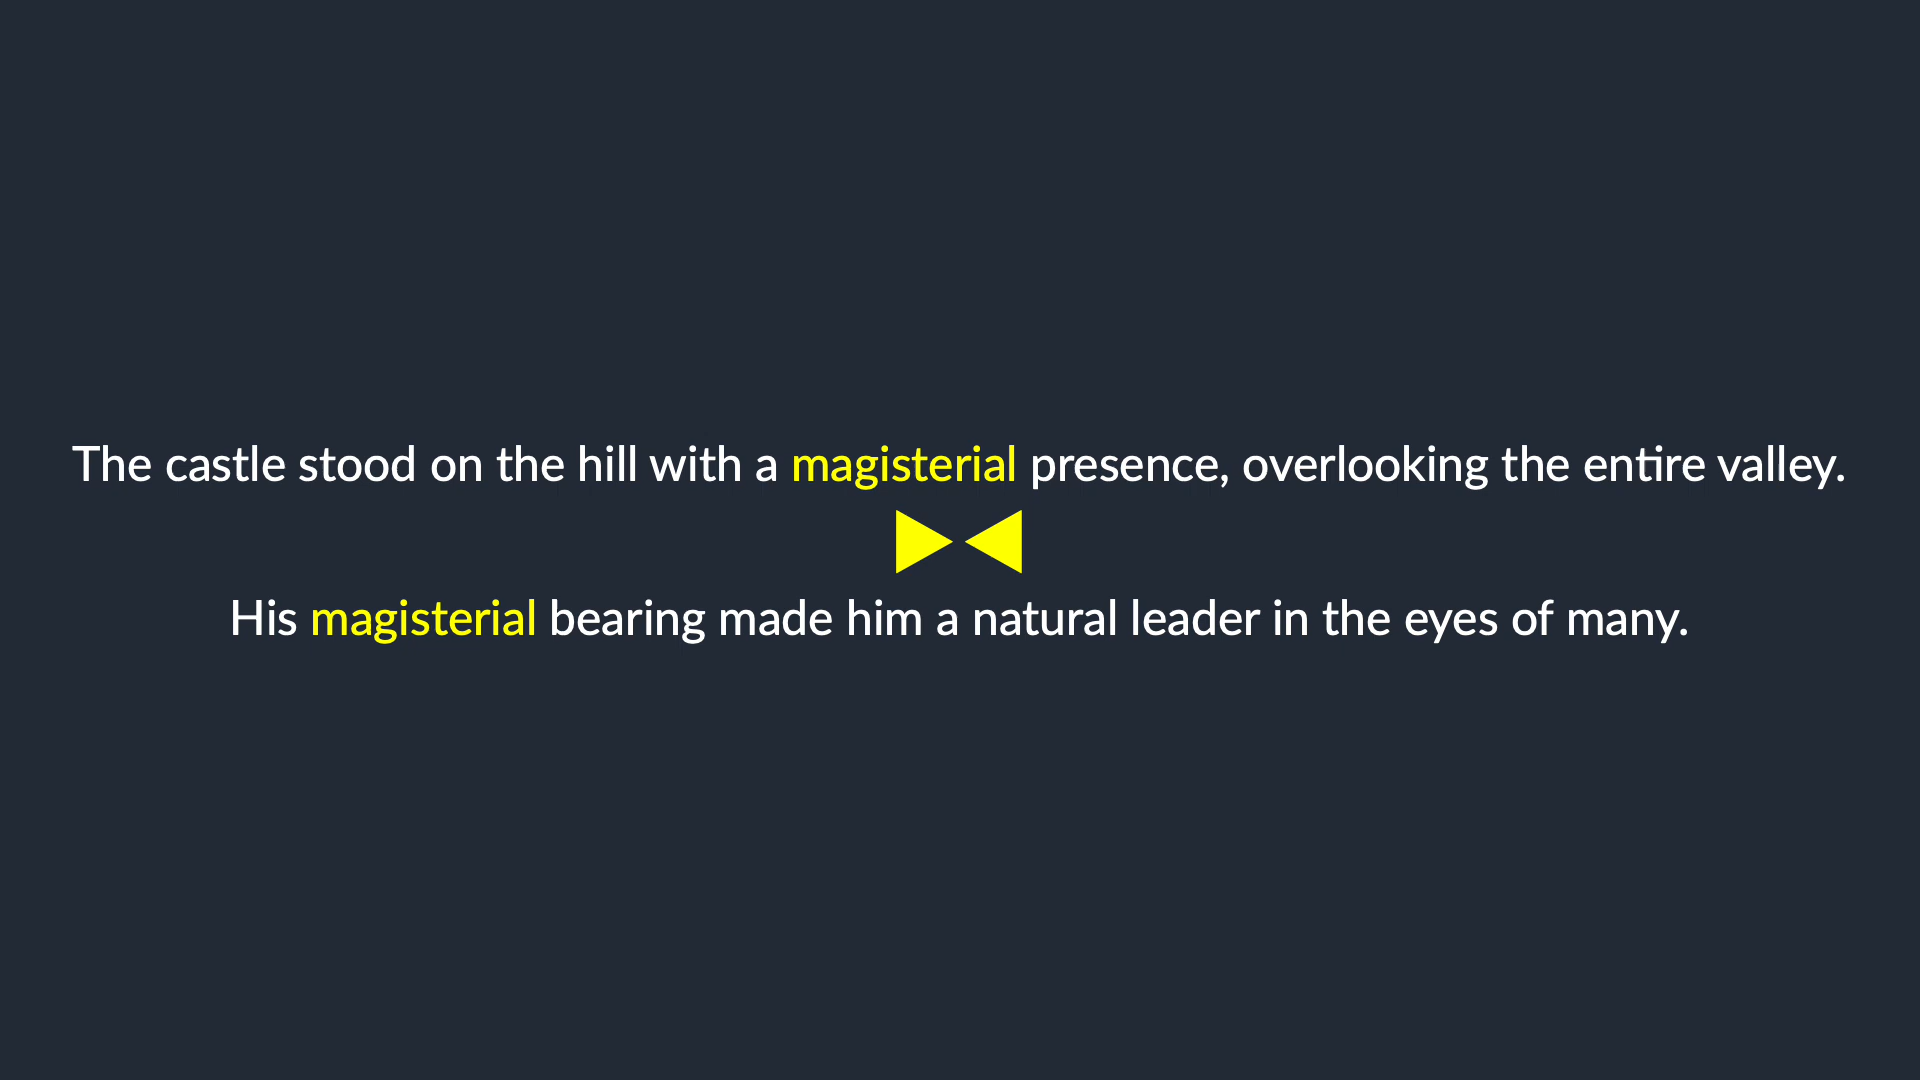 The castle stood on the hill with a magisterial presence, overlooking the entire valley.
His magisterial bearing made him a natural leader in the eyes of many.